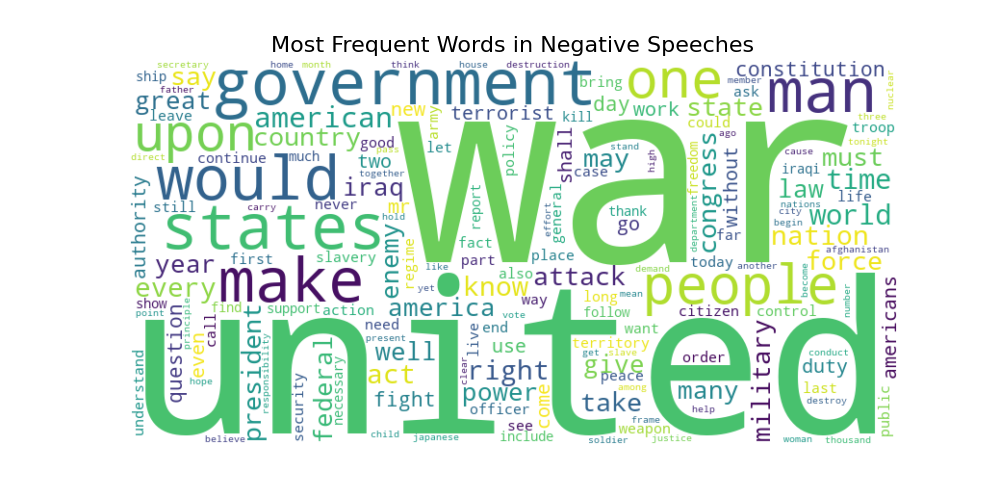 Most Frequent Words in Negative Speeches
secretary
home
month
think
house
destruction
ship
say
government
bring
one
member
constitution
father
great
leave
american
new
army
terrorist
kill
day
work
state
ask
man
nuclear
upon
country
good
pass
let
policy
could
ago
three
troop
direct
continue
much
two
together
war
shall
may
case
stand
high
congress
freedom
without
cause
tonight
must
would
iraq
iraqi
law
time
authority
still
carry
never
mr
hold
report
effort
general
thank
go
department
far
nations
city
life
begin
world
states
enemy
regime
fact
place
nation
afghanistan
first
slavery
year
part
today
another
force
every
make
like
yet
also
know
attack
way
demand
people
become
number
show
point
principle
find
support
action
america
vote
long
mean
follow
citizen
control
americans
united
question
call
even
president
responsibility
need
present
live
end
want
territory
military
understand
hope
federal
necessary
well
act
clear
use
right
get
slave
give
peace
order
conduct
duty
security
fight
power
come
take
among
many
last
destroy
officer
frame
help
public
believe
child
japanese
see
include
soldier
weapon
justice
woman
thousand